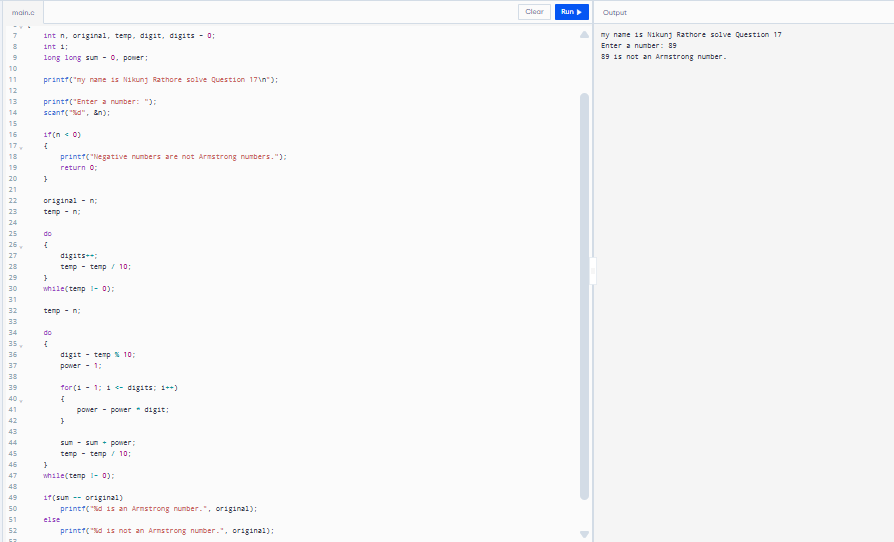 main.c
Clear
Run
Output
7 int n, original, temp, digit, digits = 0;
8 int i;
9 long long sum = 0, power;
10
11 printf("my name is Nikunj Rathore solve Question 17\n");
12
13 printf("Enter a number: ");
14 scanf("%d", &n);
15
16 if(n < 0)
17 {
18 printf("Negative numbers are not Armstrong numbers.");
19 return 0;
20 }
21
22 original = n;
23 temp = n;
24
25 do
26 {
27 digits++;
28 temp = temp / 10;
29 }
30 while(temp != 0);
31
32 temp = n;
33
34 do
35 {
36 digit = temp % 10;
37 power = 1;
38
39 for(i = 1; i <= digits; i++)
40 {
41 power = power * digit;
42 }
43
44 sum = sum + power;
45 temp = temp / 10;
46 }
47 while(temp != 0);
48
49 if(sum == original)
50 printf("%d is an Armstrong number.", original);
51 else
52 printf("%d is not an Armstrong number.", original);
my name is Nikunj Rathore solve Question 17
Enter a number: 89
89 is not an Armstrong number.